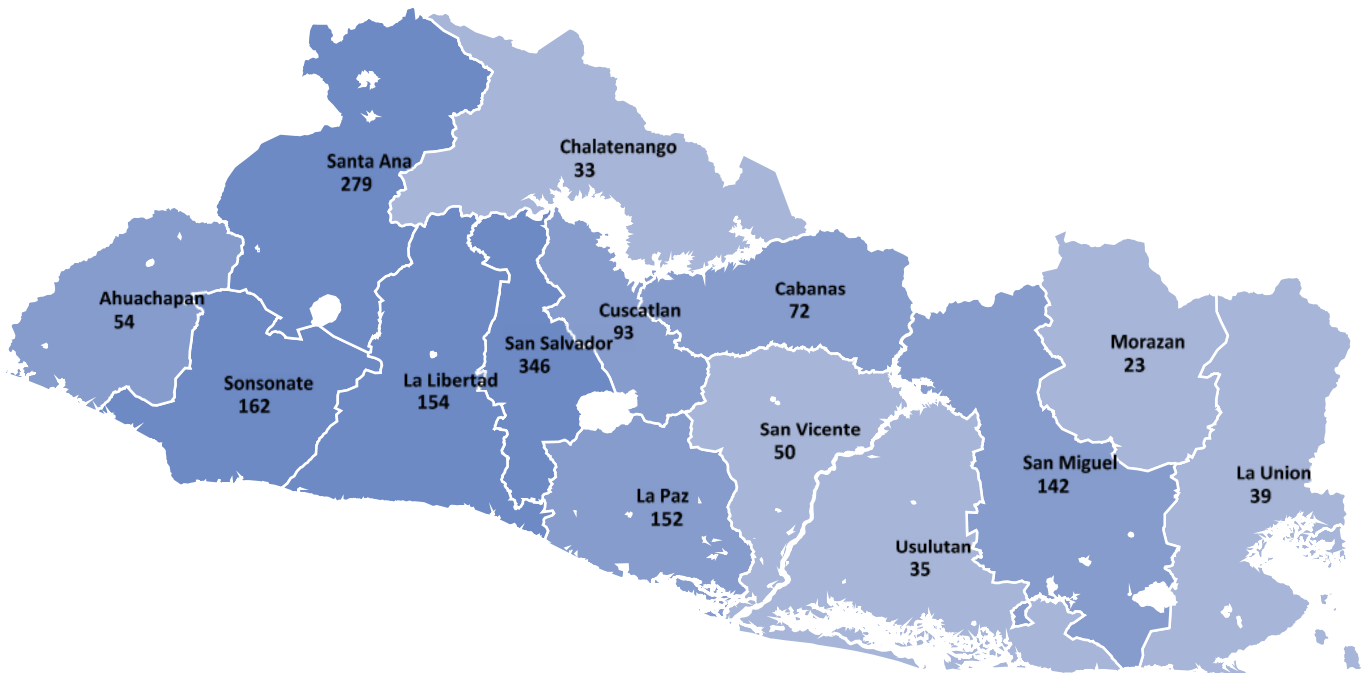 Chalatenango
33
Santa Ana
279
Ahuachapan
54
Cabanas
72
Cuscatlan
93
San Salvador
346
Morazan
23
Sonsonate
162
La Libertad
154
San Vicente
50
San Miguel
142
La Union
39
La Paz
152
Usulutan
35